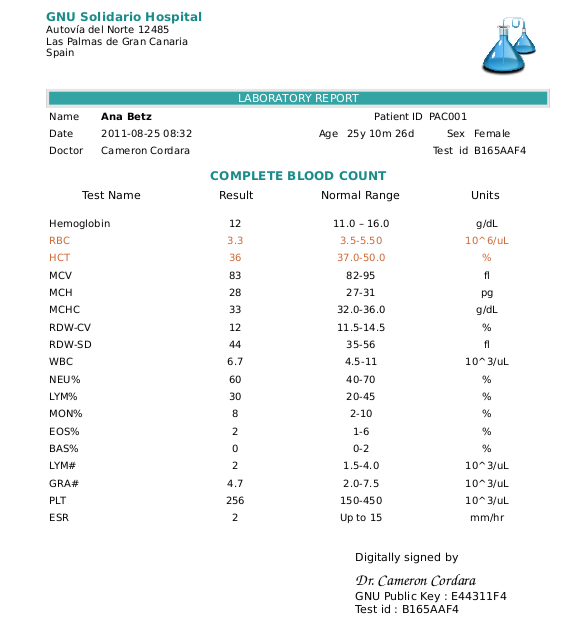 GNU Solidario Hospital
Autovía del Norte 12485
Las Palmas de Gran Canaria
Spain
LABORATORY REPORT
Name Ana Betz Patient ID PAC001
Date 2011-08-25 08:32 Age 25y 10m 26d Sex Female
Doctor Cameron Cordara Test id B165AAF4
COMPLETE BLOOD COUNT
Test Name Result Normal Range Units
Hemoglobin 12 11.0 – 16.0 g/dL
RBC 3.3 3.5-5.50 10^6/uL
HCT 36 37.0-50.0 %
MCV 83 82-95 fl
MCH 28 27-31 pg
MCHC 33 32.0-36.0 g/dL
RDW-CV 12 11.5-14.5 %
RDW-SD 44 35-56 fl
WBC 6.7 4.5-11 10^3/uL
NEU% 60 40-70 %
LYM% 30 20-45 %
MON% 8 2-10 %
EOS% 2 1-6 %
BAS% 0 0-2 %
LYM# 2 1.5-4.0 10^3/uL
GRA# 4.7 2.0-7.5 10^3/uL
PLT 256 150-450 10^3/uL
ESR 2 Up to 15 mm/hr
Digitally signed by
Dr. Cameron Cordara
GNU Public Key : E44311F4
Test id : B165AAF4